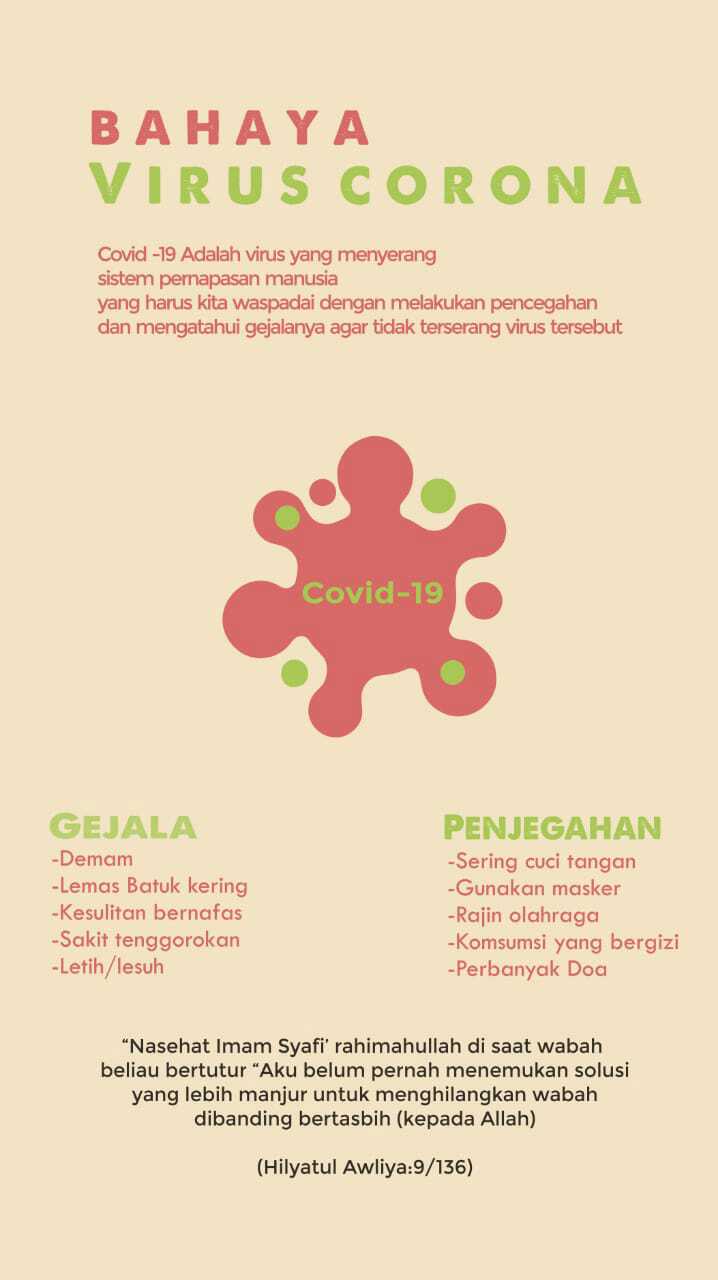 BAHAYA
VIRUS CORONA
Covid -19 Adalah virus yang menyerang
sistem pernapasan manusia
yang harus kita waspadai dengan melakukan pencegahan
dan mengatahui gejalanya agar tidak terserang virus tersebut
Covid-19
GEJALA
-Demam
-Lemas Batuk kering
-Kesulitan bernafas
-Sakit tenggorokan
-Letih/lesuh
PENJEGAHAN
-Sering cuci tangan
-Gunakan masker
-Rajin olahraga
-Komsumsi yang bergizi
-Perbanyak Doa
“Nasehat Imam Syafi’ rahimahullah di saat wabah
beliau bertutur “Aku belum pernah menemukan solusi
yang lebih manjur untuk menghilangkan wabah
dibanding bertasbih (kepada Allah)
(Hilyatul Awliya:9/136)